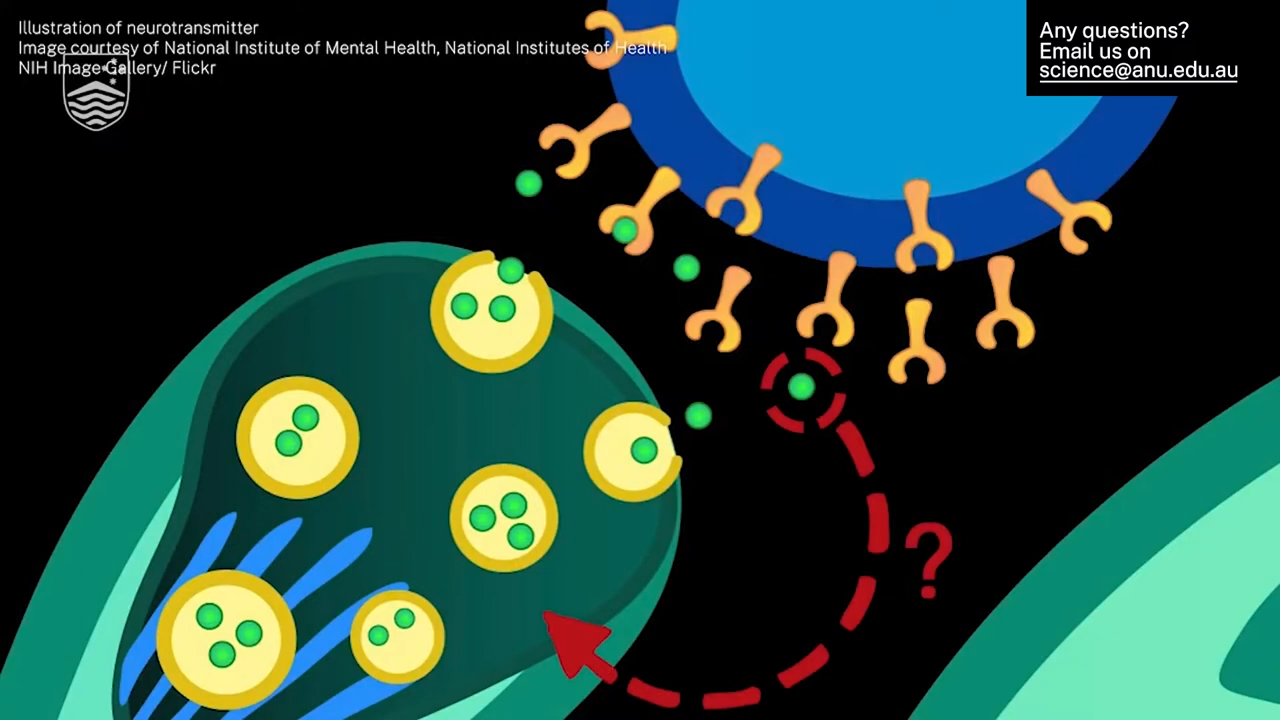 Illustration of neurotransmitter
Image courtesy of National Institute of Mental Health, National Institutes of Health
NIH Image Gallery/ Flickr
Any questions?
Email us on
science@anu.edu.au
?